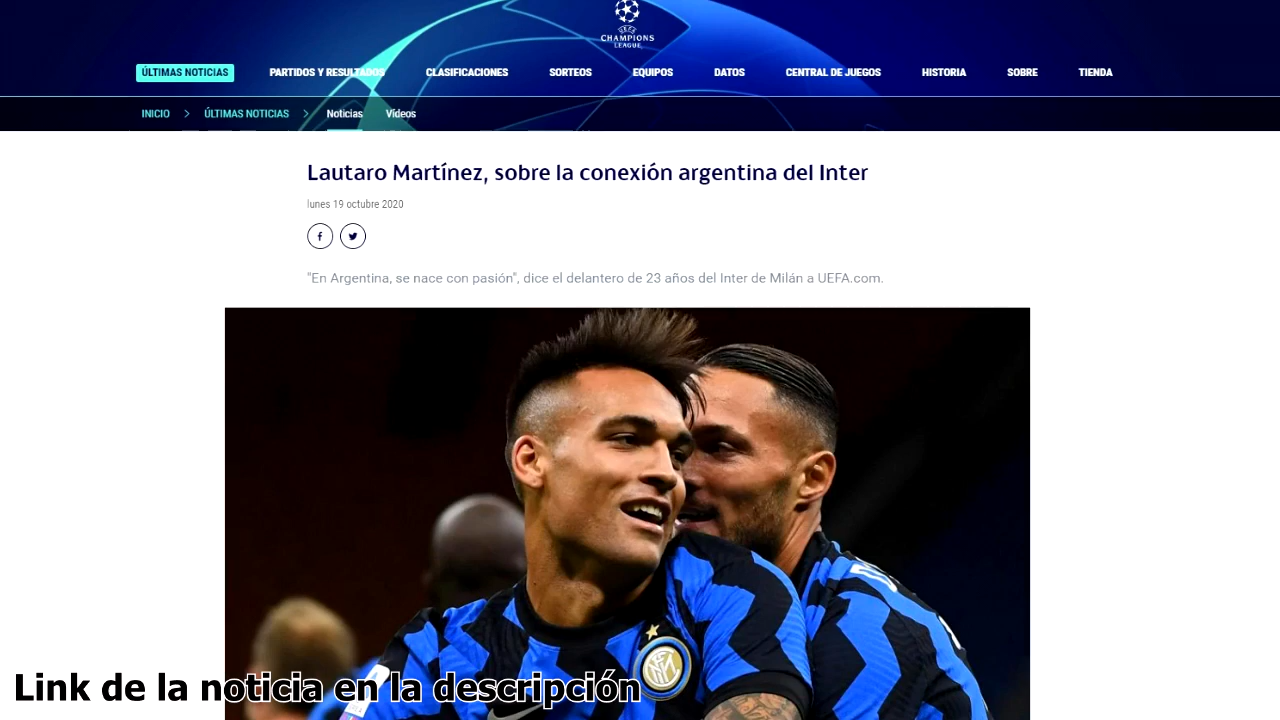 UEFA
CHAMPIONS
LEAGUE
ÚLTIMAS NOTICIAS PARTIDOS Y RESULTADOS CLASIFICACIONES SORTEOS EQUIPOS DATOS CENTRAL DE JUEGOS HISTORIA SOBRE TIENDA
INICIO ÚLTIMAS NOTICIAS Noticias Vídeos
Lautaro Martínez, sobre la conexión argentina del Inter
lunes 19 octubre 2020
"En Argentina, se nace con pasión", dice el delantero de 23 años del Inter de Milán a UEFA.com.
Link de la noticia en la descripción